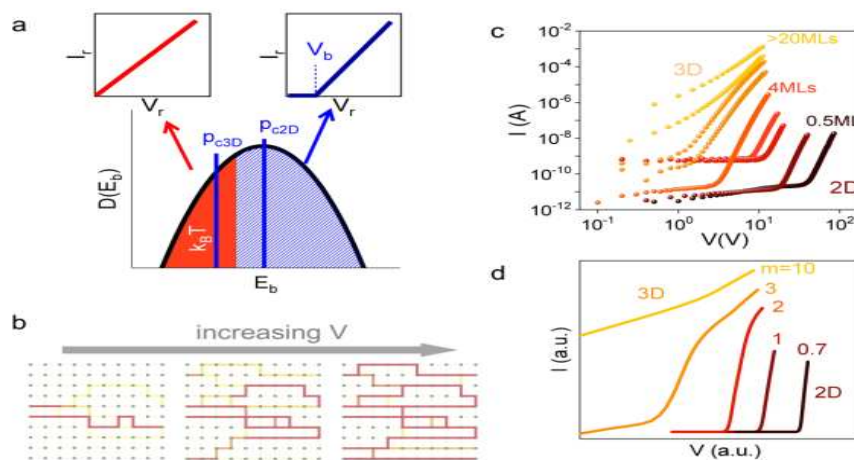 a
I_r
V_r
I_r
V_b
V_r
p_c3D
p_c2D
D(E_b)
k_BT
E_b
b
increasing V
c
I (A)
10^-2
10^-4
10^-6
10^-8
10^-10
10^-12
>20MLs
3D
4MLs
0.5ML
2D
10^-1
10^0
10^1
10^2
V(V)
d
I (a.u.)
m=10
3D
3
2
1
0.7
2D
V (a.u.)